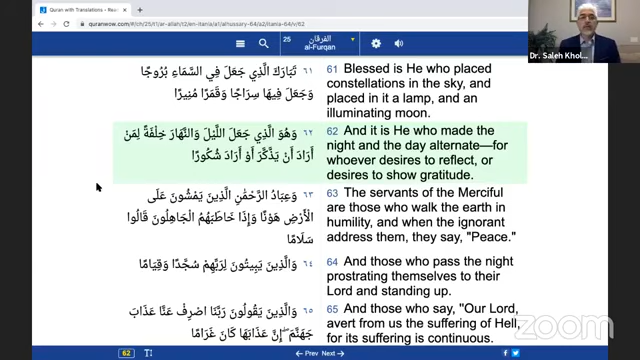 Quran with Translations - Rea
quranwow.com/#/ch/25/t1/ar-allah/t2/en-itania/a1/alhussary-64/a2/itania-64/v/62
25
الفرقان
al-Furqan
Dr. Saleh Khol...
٦١ تَبَارَكَ الَّذِي جَعَلَ فِي السَّمَاءِ بُرُوجًا
وَجَعَلَ فِيهَا سِرَاجًا وَقَمَرًا مُنِيرًا
61 Blessed is He who placed
constellations in the sky, and
placed in it a lamp, and an
illuminating moon.
٦٢ وَهُوَ الَّذِي جَعَلَ اللَّيْلَ وَالنَّهَارَ خِلْفَةً لِمَنْ
أَرَادَ أَنْ يَذَّكَّرَ أَوْ أَرَادَ شُكُورًا
62 And it is He who made the
night and the day alternate—for
whoever desires to reflect, or
desires to show gratitude.
٦٣ وَعِبَادُ الرَّحْمَٰنِ الَّذِينَ يَمْشُونَ عَلَى
الْأَرْضِ هَوْنًا وَإِذَا خَاطَبَهُمُ الْجَاهِلُونَ قَالُوا
سَلَامًا
63 The servants of the Merciful
are those who walk the earth in
humility, and when the ignorant
address them, they say, "Peace."
٦٤ وَالَّذِينَ يَبِيتُونَ لِرَبِّهِمْ سُجَّدًا وَقِيَامًا
64 And those who pass the night
prostrating themselves to their
Lord and standing up.
٦٥ وَالَّذِينَ يَقُولُونَ رَبَّنَا اصْرِفْ عَنَّا عَذَابَ
جَهَنَّمَ ۖ إِنَّ عَذَابَهَا كَانَ غَرَامًا
65 And those who say, "Our Lord,
avert from us the suffering of Hell,
for its suffering is continuous.
zoom
62
Prev Next